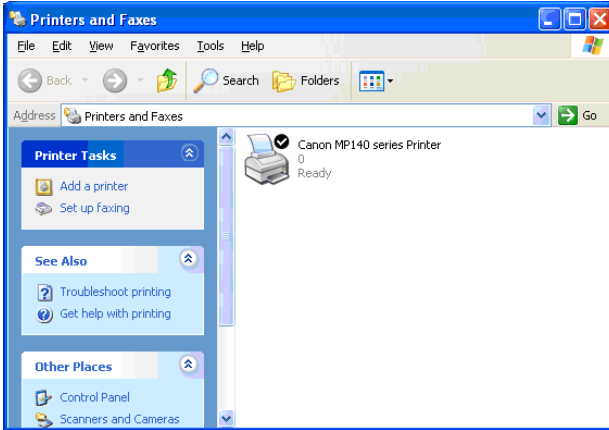 Printers and Faxes
File Edit View Favorites Tools Help
Back Search Folders
Address Printers and Faxes Go
Printer Tasks
Add a printer
Set up faxing
See Also
Troubleshoot printing
Get help with printing
Other Places
Control Panel
Scanners and Cameras
Canon MP140 series Printer
0
Ready